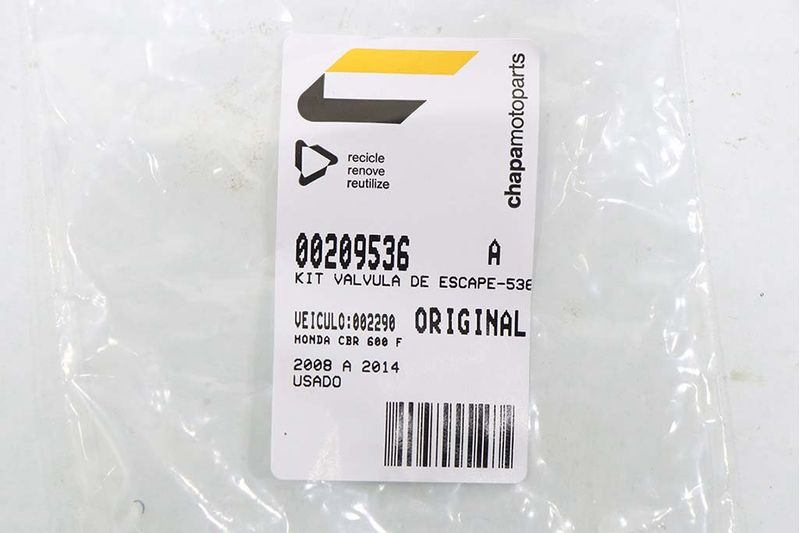 chapamotoparts
recicle
renove
reutilize
00209536 A
KIT VALVULA DE ESCAPE-536
VEICULO:002290 ORIGINAL
HONDA CBR 600 F
2008 A 2014
USADO